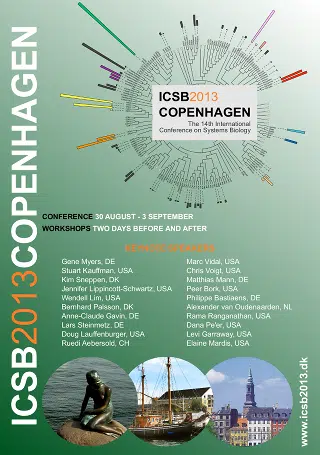 ICSB2013COPENHAGEN
ICSB2013
COPENHAGEN
The 14th International
Conference on Systems Biology
CONFERENCE 30 AUGUST - 3 SEPTEMBER
WORKSHOPS TWO DAYS BEFORE AND AFTER
KEYNOTE SPEAKERS
Gene Myers, DE
Stuart Kauffman, USA
Kim Sneppen, DK
Jennifer Lippincott-Schwartz, USA
Wendell Lim, USA
Bernhard Palsson, DK
Anne-Claude Gavin, DE
Lars Steinmetz, DE
Doug Lauffenburger, USA
Ruedi Aebersold, CH
Marc Vidal, USA
Chris Voigt, USA
Matthias Mann, DE
Peer Bork, USA
Philippe Bastiaens, DE
Alexander van Oudenaarden, NL
Rama Ranganathan, USA
Dana Pe'er, USA
Levi Garraway, USA
Elaine Mardis, USA
www.icsb2013.dk